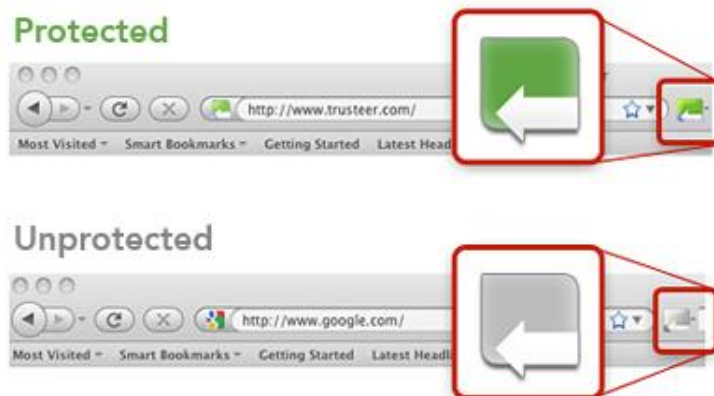 Protected
http://www.trusteer.com/
Most Visited Smart Bookmarks Getting Started Latest Head
Unprotected
http://www.google.com/
Most Visited Smart Bookmarks Getting Started Latest Headl